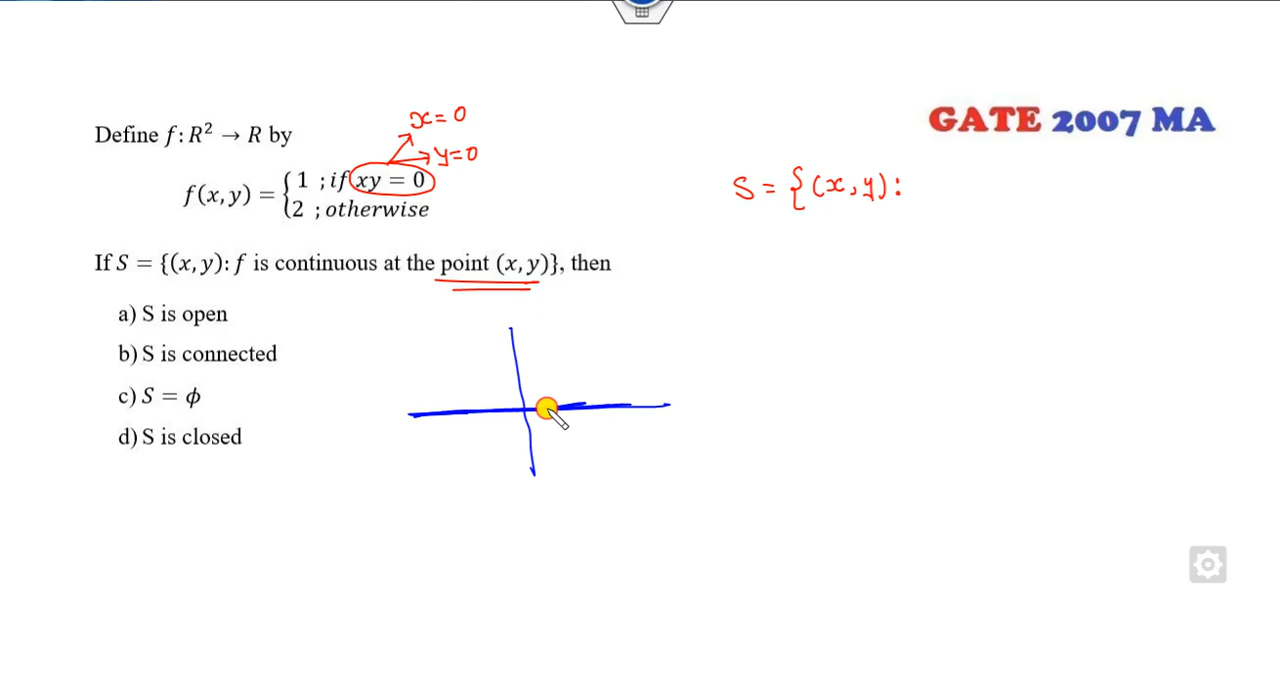 GATE 2007 MA
x = 0
Define f: R² → R by
y=0
f(x, y) = {1 ; if xy = 0
2 ; otherwise
S = {(x, y) :
If S = {(x, y): f is continuous at the point (x, y)}, then
a) S is open
b) S is connected
c) S = ϕ
d) S is closed